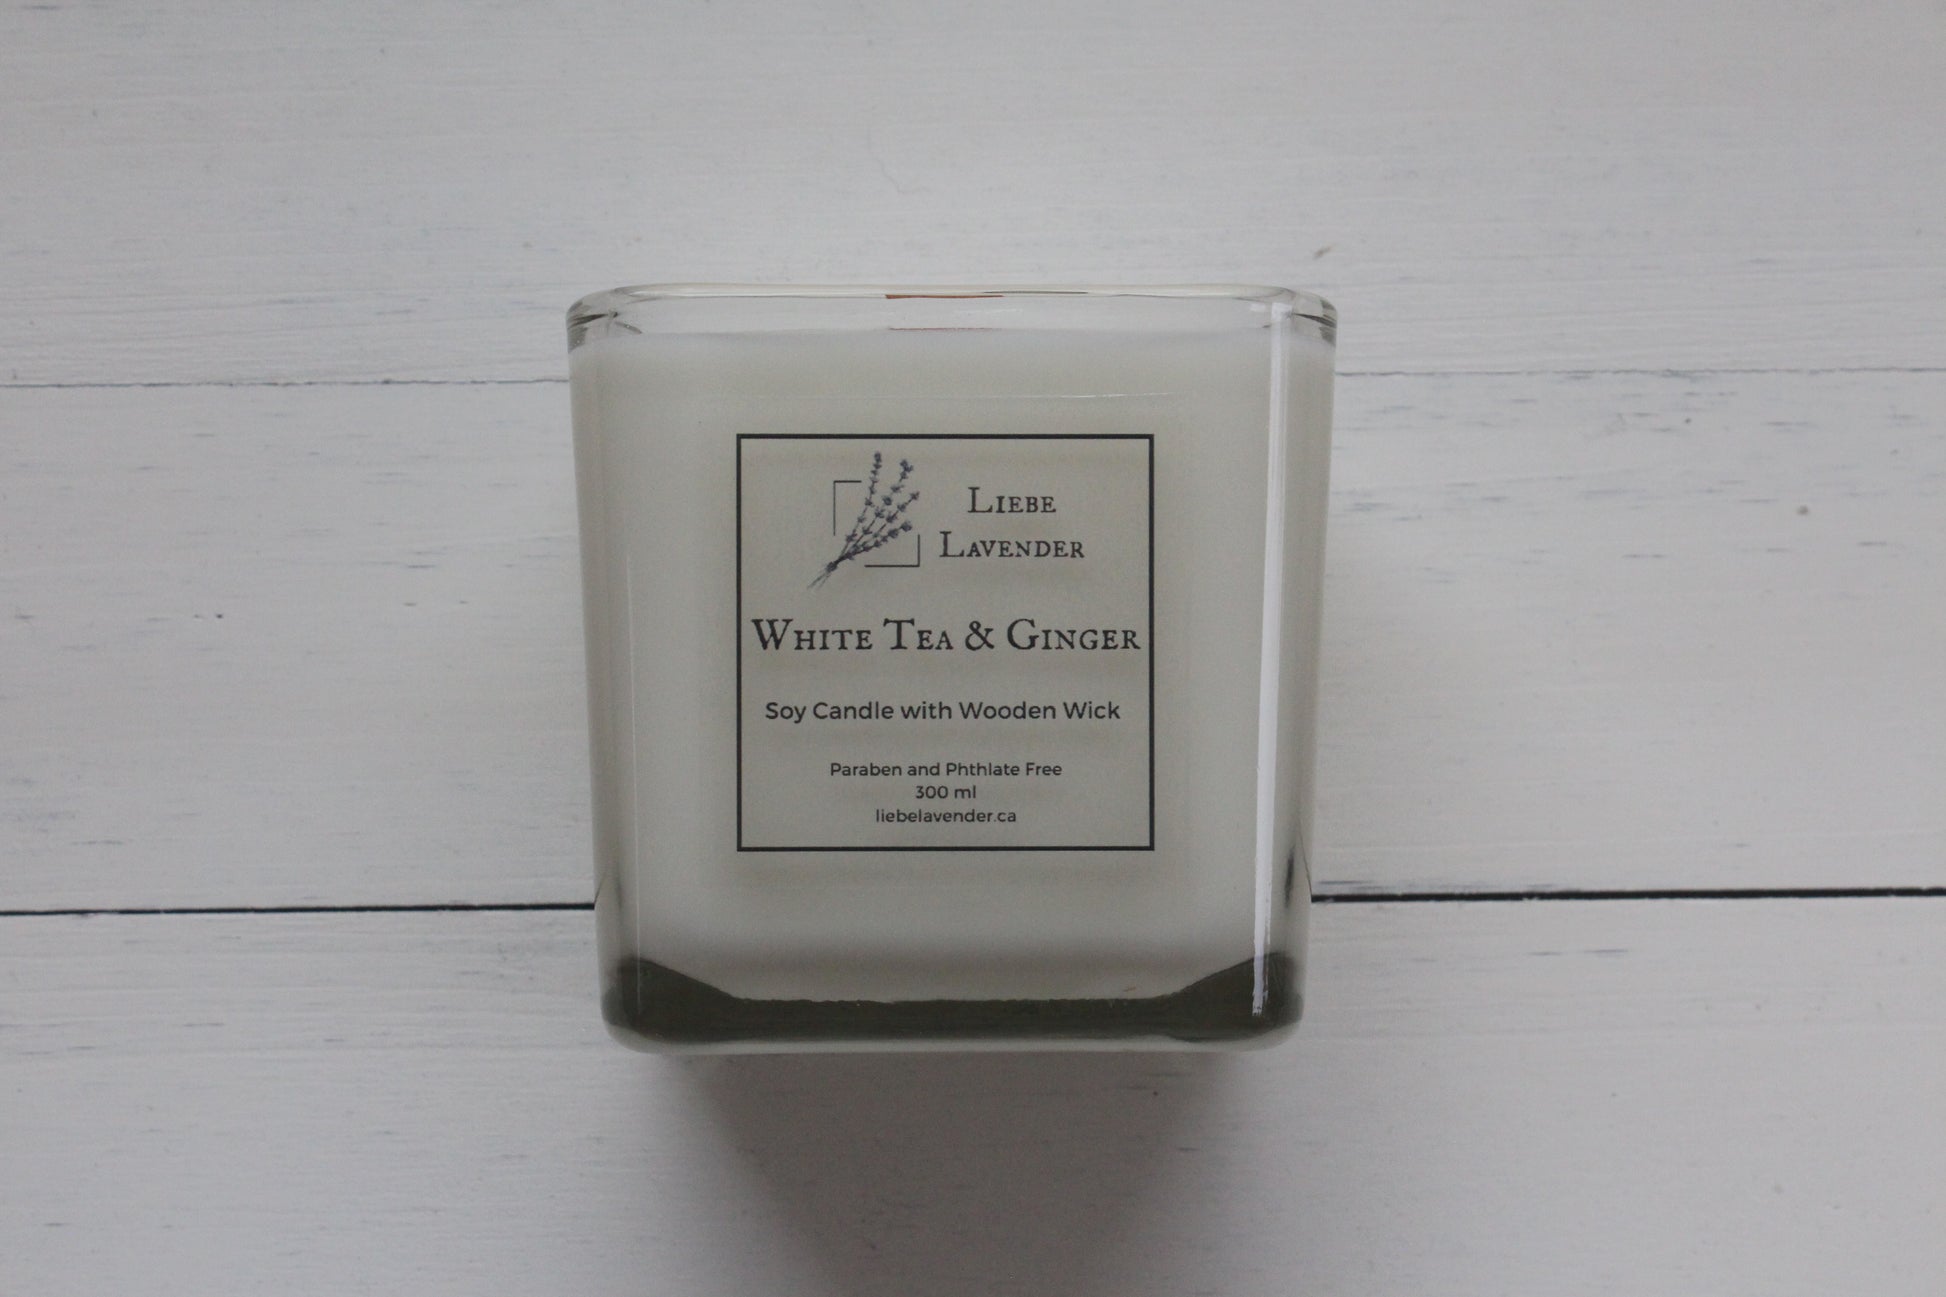 Liebe
Lavender
White Tea & Ginger
Soy Candle with Wooden Wick
Paraben and Phthlate Free
300 ml
liebelavender.ca